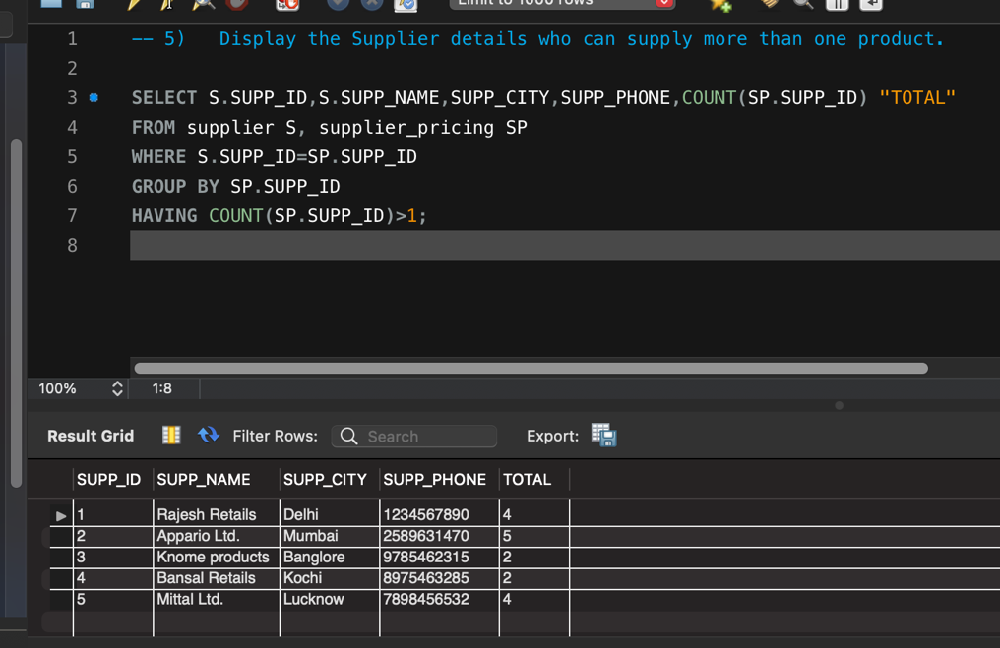 Limit to 1000 rows
1 -- 5)   Display the Supplier details who can supply more than one product.
2
3 SELECT S.SUPP_ID,S.SUPP_NAME,SUPP_CITY,SUPP_PHONE,COUNT(SP.SUPP_ID) "TOTAL"
4 FROM supplier S, supplier_pricing SP
5 WHERE S.SUPP_ID=SP.SUPP_ID
6 GROUP BY SP.SUPP_ID
7 HAVING COUNT(SP.SUPP_ID)>1;
8
100% 1:8
Result Grid Filter Rows: Search Export:
SUPP_ID SUPP_NAME SUPP_CITY SUPP_PHONE TOTAL
1 Rajesh Retails Delhi 1234567890 4
2 Appario Ltd. Mumbai 2589631470 5
3 Knome products Banglore 9785462315 2
4 Bansal Retails Kochi 8975463285 2
5 Mittal Ltd. Lucknow 7898456532 4